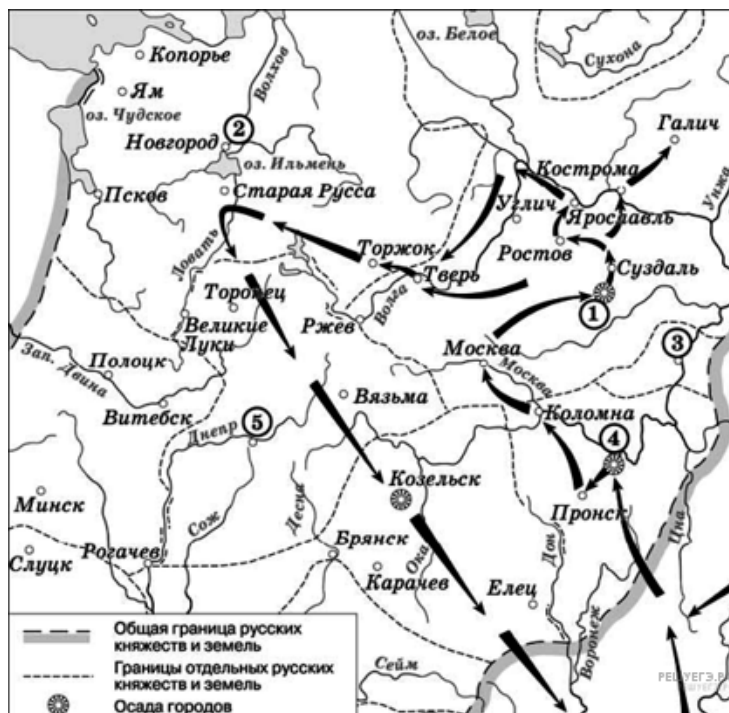 Копорье
оз. Белое
Сухона
Волхов
Ям
оз. Чудское
Новгород
2
оз. Ильмень
Галич
Кострома
Унжа
Псков
Старая Русса
Углич
Ярославль
Ловать
Торжок
Ростов
Суздаль
Тверь
Торопец
Волга
1
Великие
Луки
Ржев
Москва
3
Зап. Двина
Полоцк
Москва
Вязьма
Коломна
Витебск
5
4
Днепр
Козельск
Минск
Десна
Пронск
Сож
Цна
Слуцк
Рогачев
Брянск
Ока
Дон
Карачев
Елец
Воронеж
Сейм
Общая граница русских
княжеств и земель
Границы отдельных русских
княжеств и земель
Осада городов